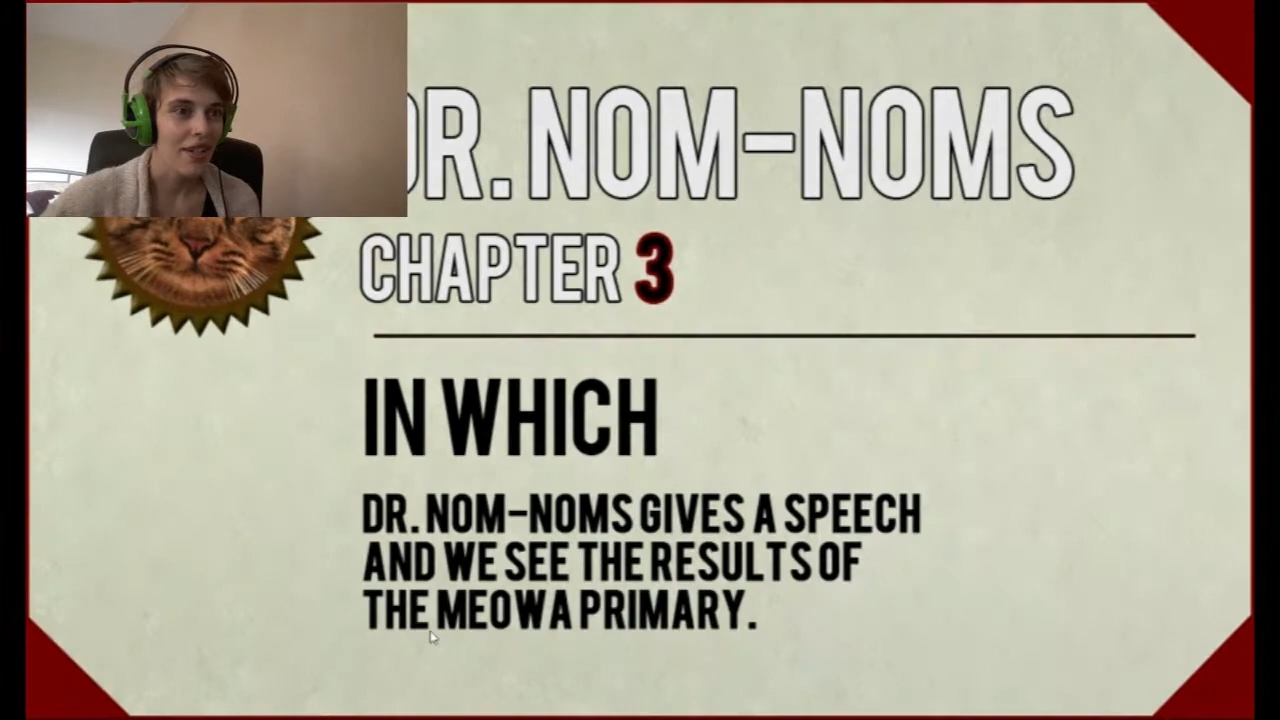 DR. NOM-NOMS
CHAPTER 3
IN WHICH
DR. NOM-NOMS GIVES A SPEECH
AND WE SEE THE RESULTS OF
THE MEOWA PRIMARY.